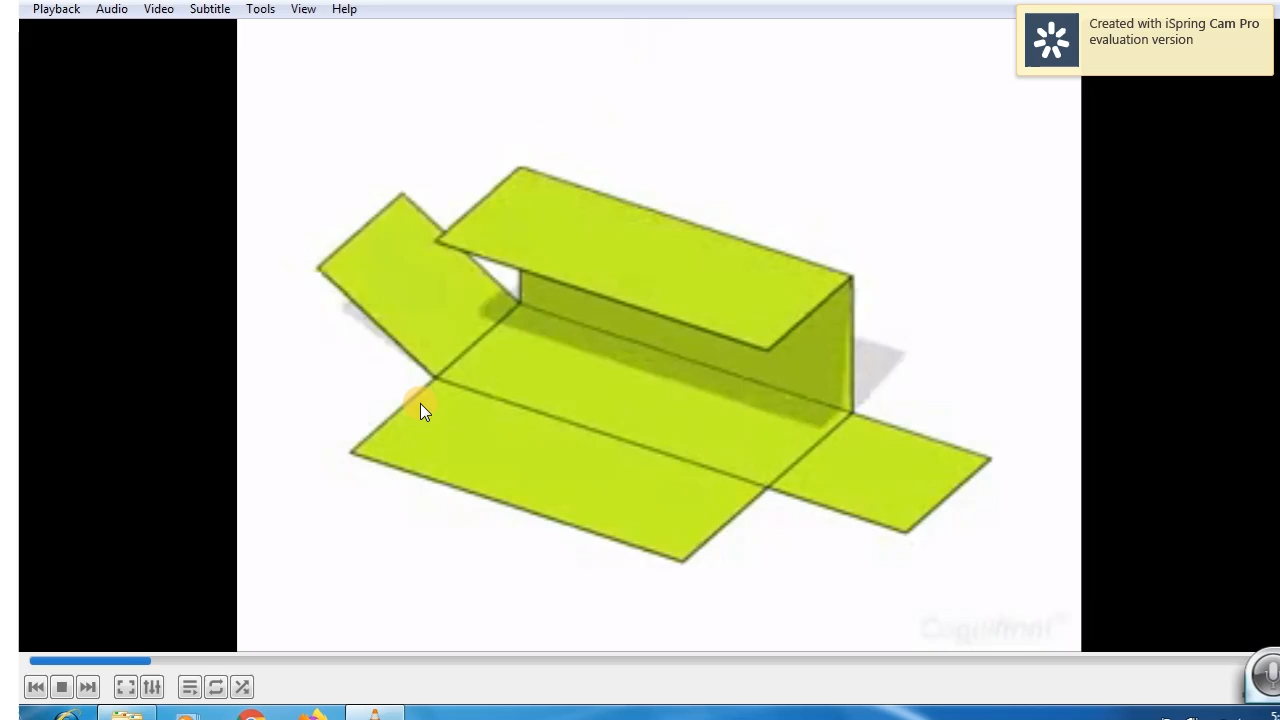 Playback Audio Video Subtitle Tools View Help
Created with iSpring Cam Pro
evaluation version